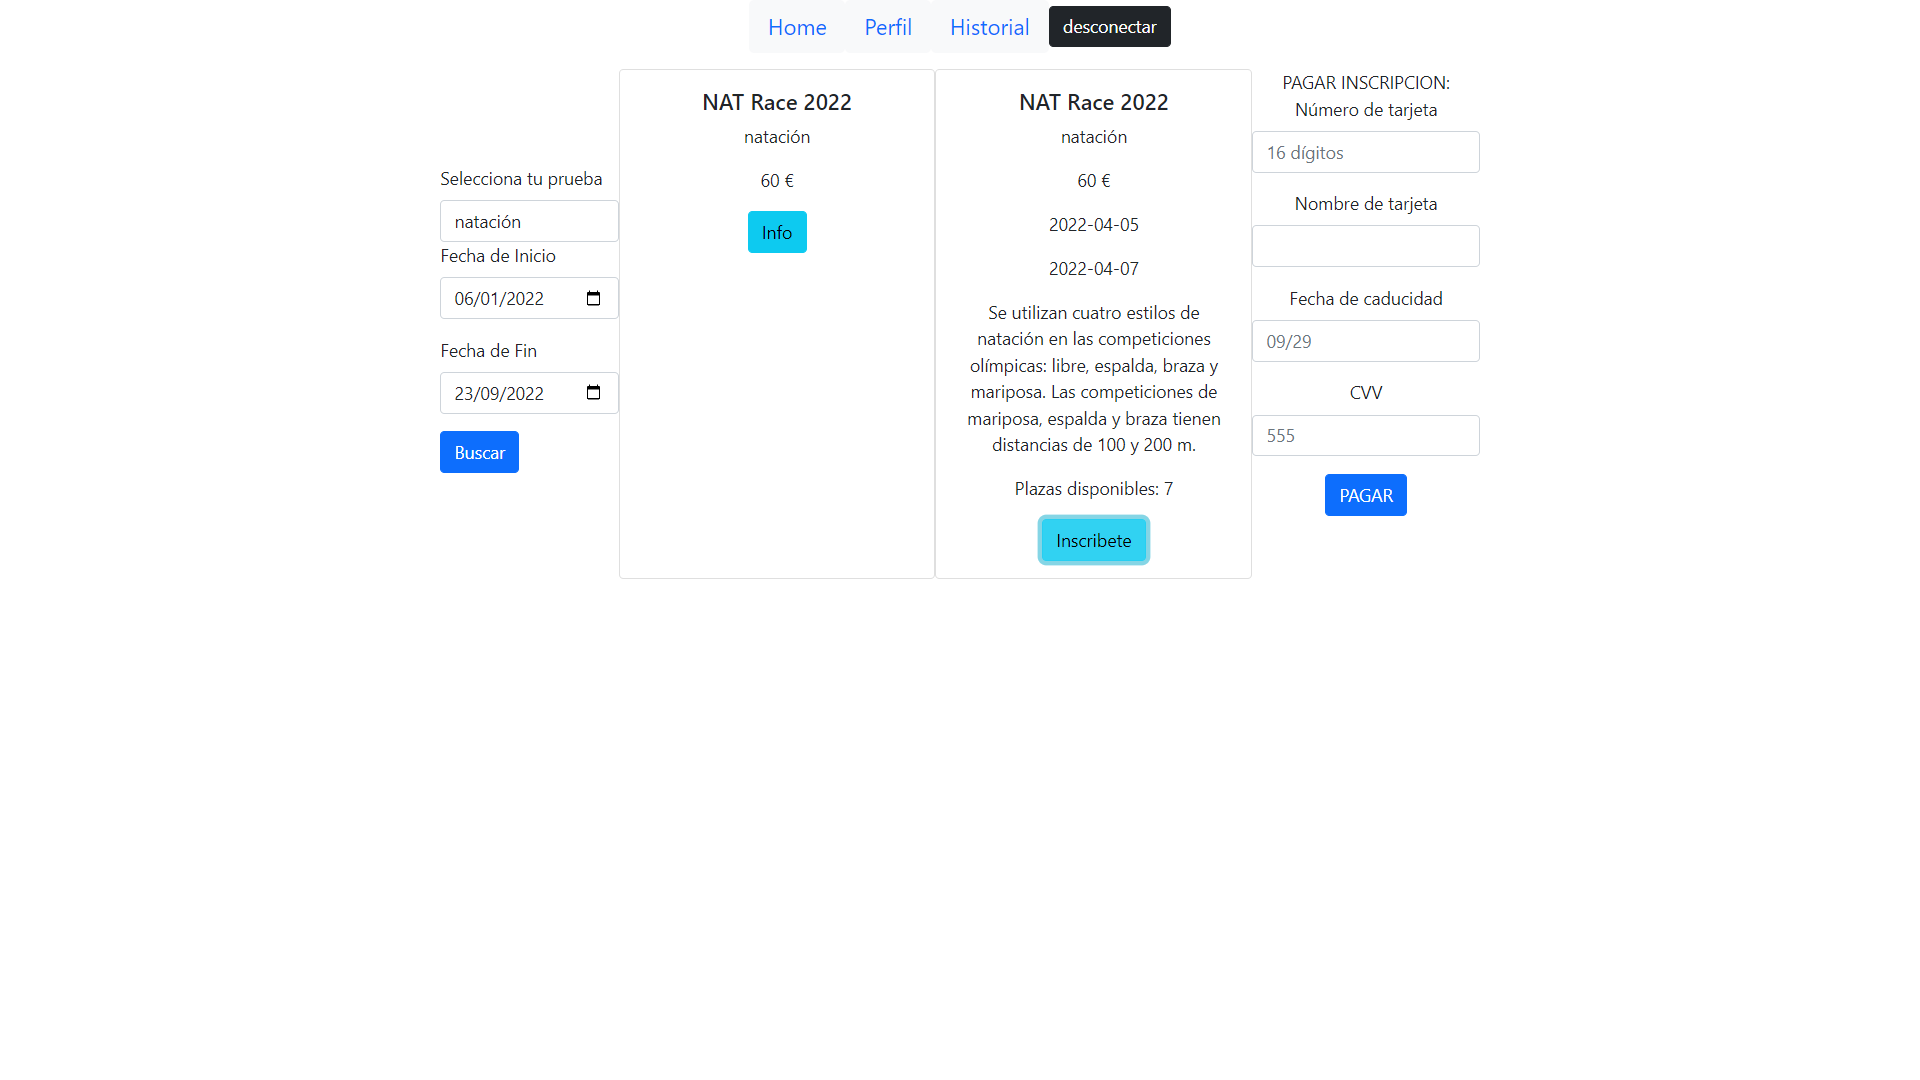 Home Perfil Historial desconectar
Selecciona tu prueba
natación
Fecha de Inicio
06/01/2022
Fecha de Fin
23/09/2022
Buscar
NAT Race 2022
natación
60 €
Info
NAT Race 2022
natación
60 €
2022-04-05
2022-04-07
Se utilizan cuatro estilos de
natación en las competiciones
olímpicas: libre, espalda, braza y
mariposa. Las competiciones de
mariposa, espalda y braza tienen
distancias de 100 y 200 m.
Plazas disponibles: 7
Inscribete
PAGAR INSCRIPCION:
Número de tarjeta
16 dígitos
Nombre de tarjeta
Fecha de caducidad
09/29
CVV
555
PAGAR